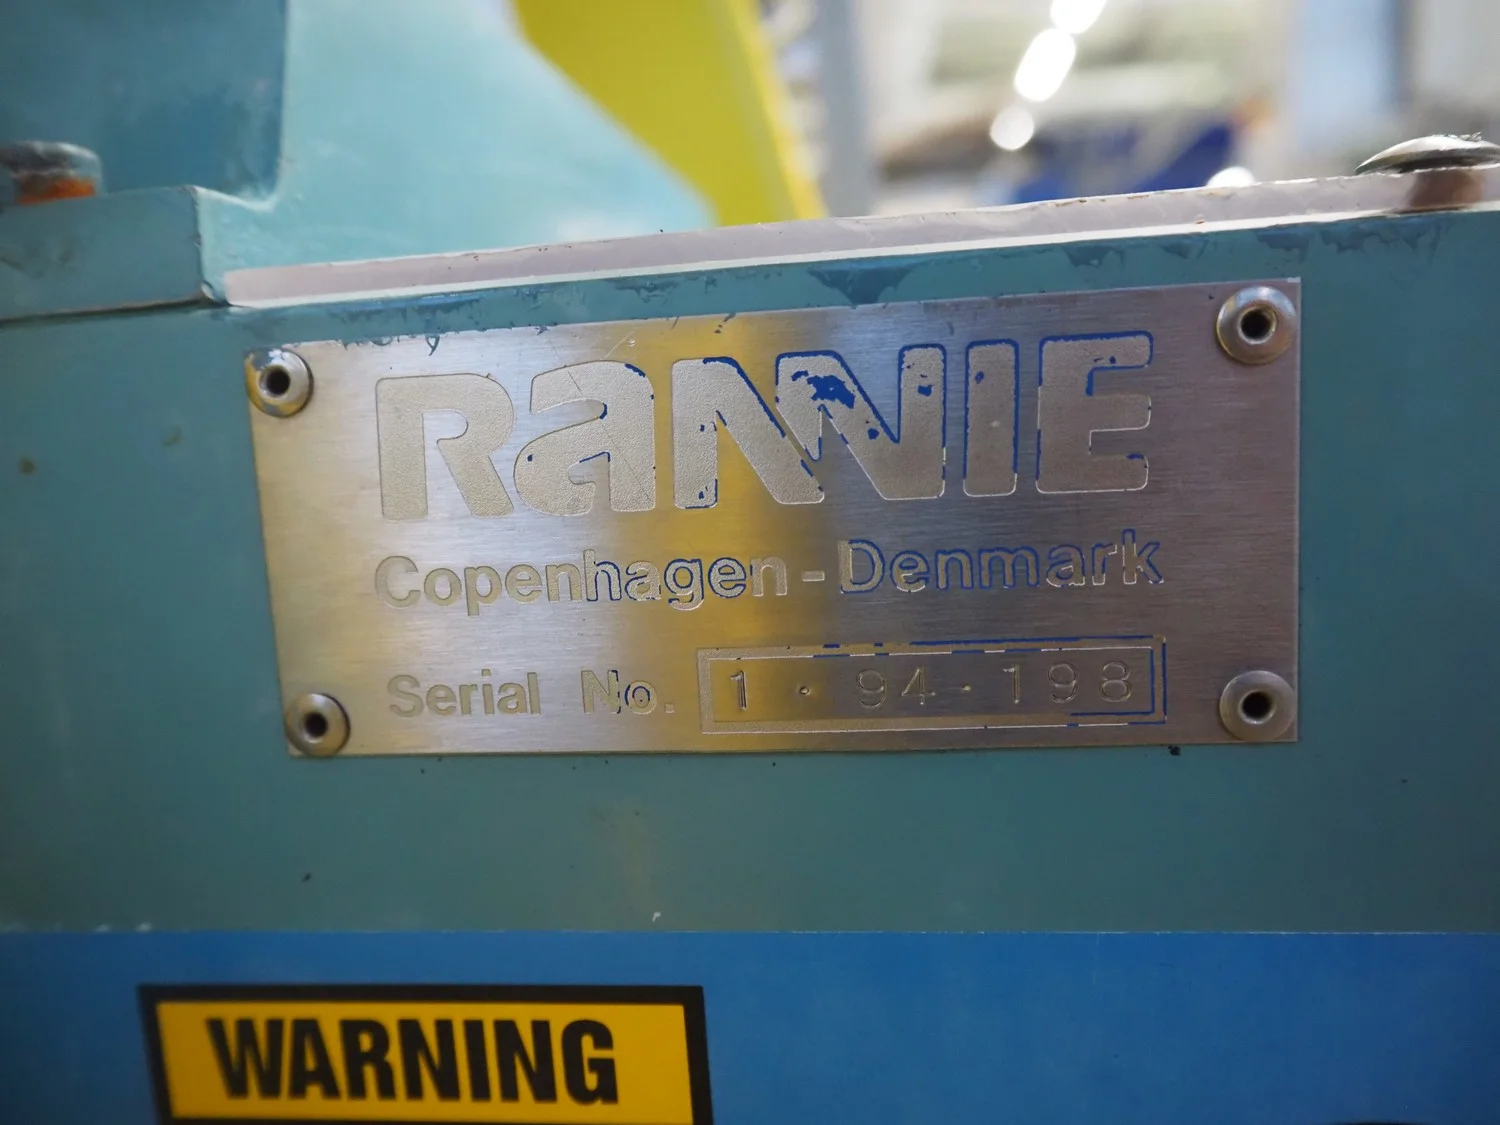 RaNNIE
Copenhagen-Denmark
Serial No. 1 · 94 · 198
WARNING